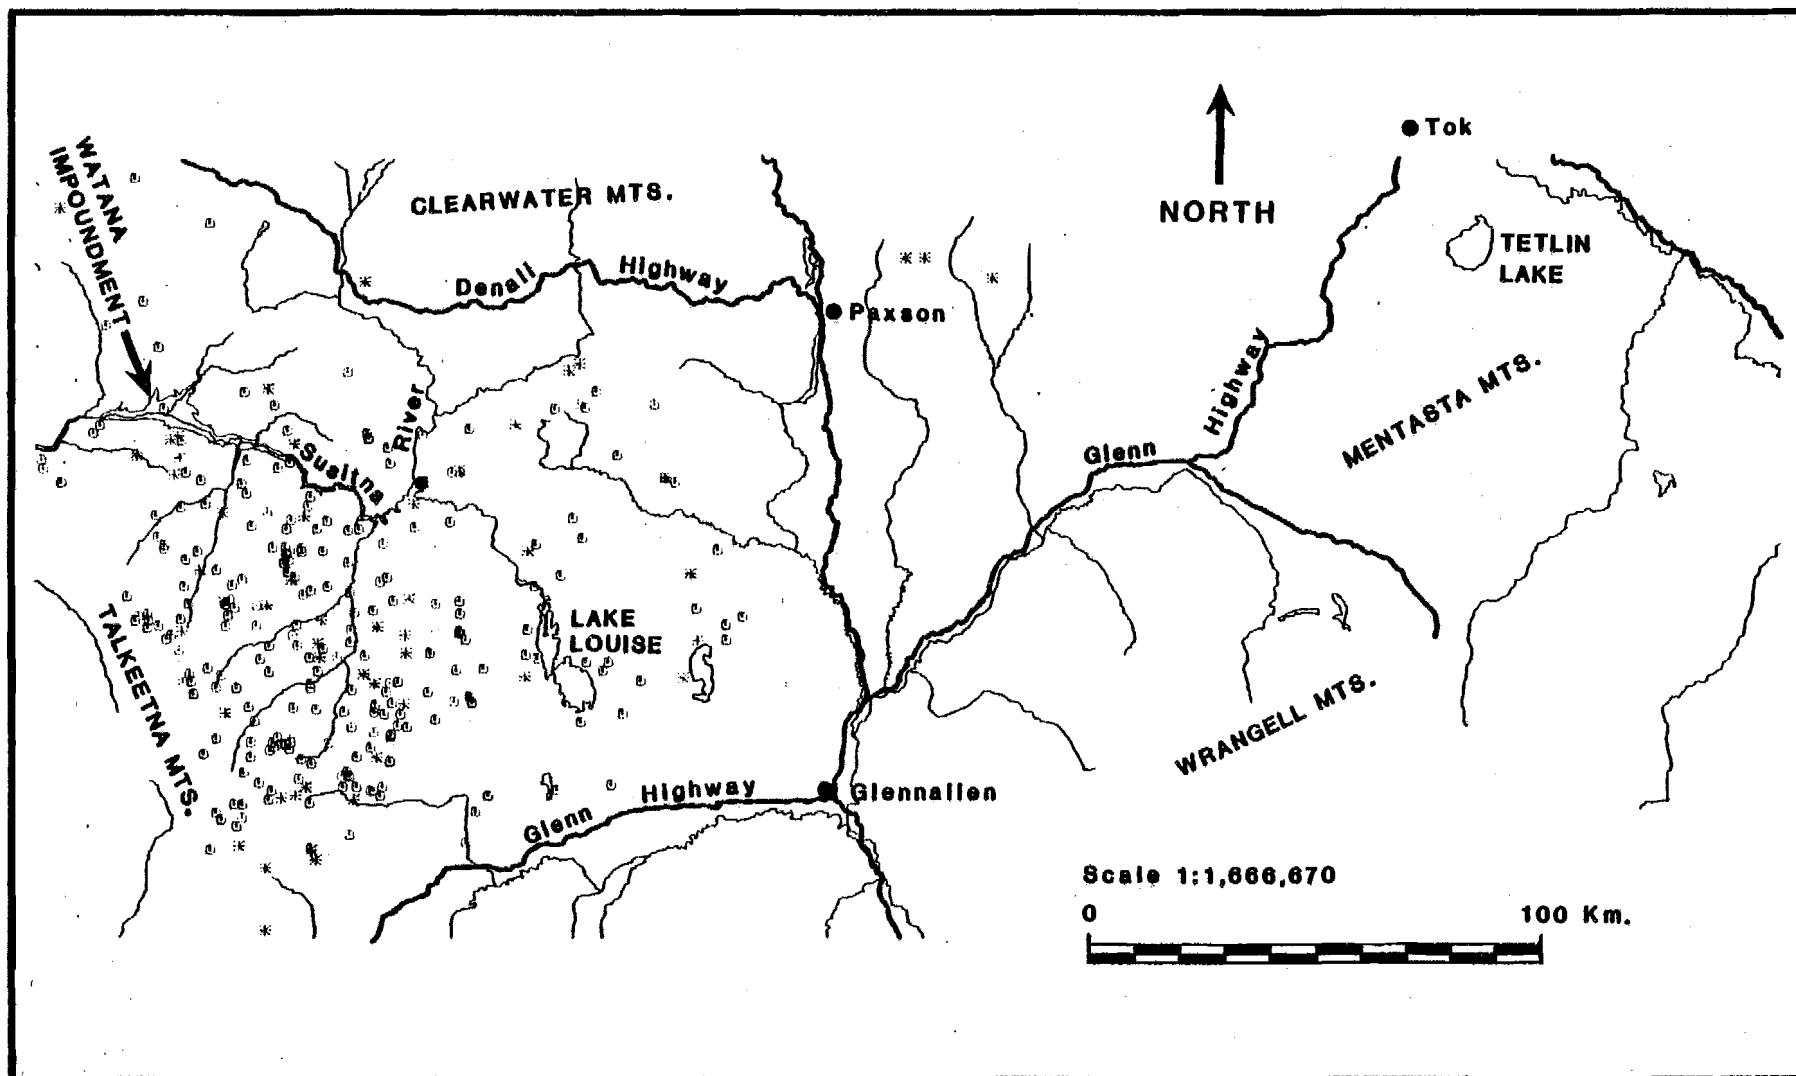 Tok
WATANA
IMPOUNDMENT
CLEARWATER MTS.
NORTH
TETLIN
LAKE
Denali Highway
Paxson
Highway
MENTASTA MTS.
River
Glenn
Susitna
LAKE
LOUISE
TALKEETNA MTS.
WRANGELL MTS.
Highway
Glennallen
Glenn
Scale 1:1,666,670
0 100 Km.